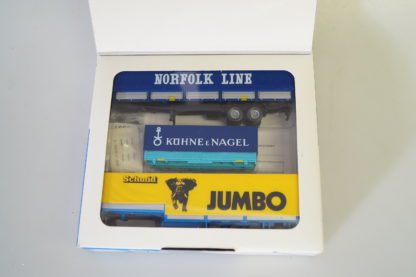 NORFOLK LINE
KÜHNE & NAGEL
Schmid
JUMBO